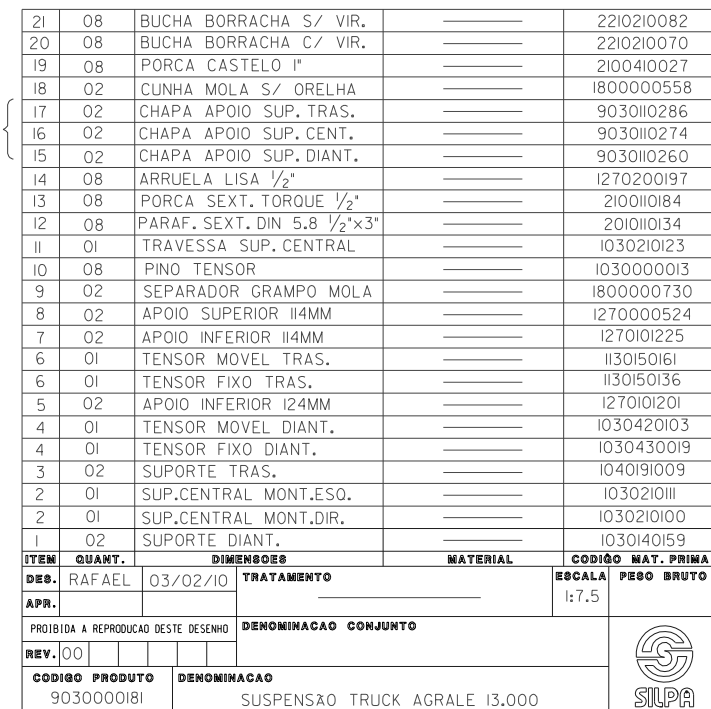 21 08 BUCHA BORRACHA S/ VIR. 2210210082
20 08 BUCHA BORRACHA C/ VIR. 2210210070
19 08 PORCA CASTELO 1" 2100410027
18 02 CUNHA MOLA S/ ORELHA 1800000558
17 02 CHAPA APOIO SUP. TRAS. 9030110286
16 02 CHAPA APOIO SUP. CENT. 9030110274
15 02 CHAPA APOIO SUP. DIANT. 9030110260
14 08 ARRUELA LISA 1/2" 1270200197
13 08 PORCA SEXT. TORQUE 1/2" 2100110184
12 08 PARAF. SEXT. DIN 5.8 1/2"x3" 2010110134
11 01 TRAVESSA SUP. CENTRAL 1030210123
10 08 PINO TENSOR 1030000013
9 02 SEPARADOR GRAMPO MOLA 1800000730
8 02 APOIO SUPERIOR 114MM 1270000524
7 02 APOIO INFERIOR 114MM 1270101225
6 01 TENSOR MOVEL TRAS. 1130150161
6 01 TENSOR FIXO TRAS. 1130150136
5 02 APOIO INFERIOR 124MM 1270101201
4 01 TENSOR MOVEL DIANT. 1030420103
4 01 TENSOR FIXO DIANT. 1030430019
3 02 SUPORTE TRAS. 1040191009
2 01 SUP.CENTRAL MONT.ESQ. 1030210111
2 01 SUP.CENTRAL MONT.DIR. 1030210100
1 02 SUPORTE DIANT. 1030140159
ITEM QUANT. DIMENSOES MATERIAL CODIGO MAT. PRIMA
DES. RAFAEL 03/02/10 TRATAMENTO ESCALA PESO BRUTO
1:7.5
APR.
PROIBIDA A REPRODUCAO DESTE DESENHO DENOMINACAO CONJUNTO
REV. 00
CODIGO PRODUTO DENOMINACAO
9030000181 SUSPENSÃO TRUCK AGRALE 13.000
SILPA